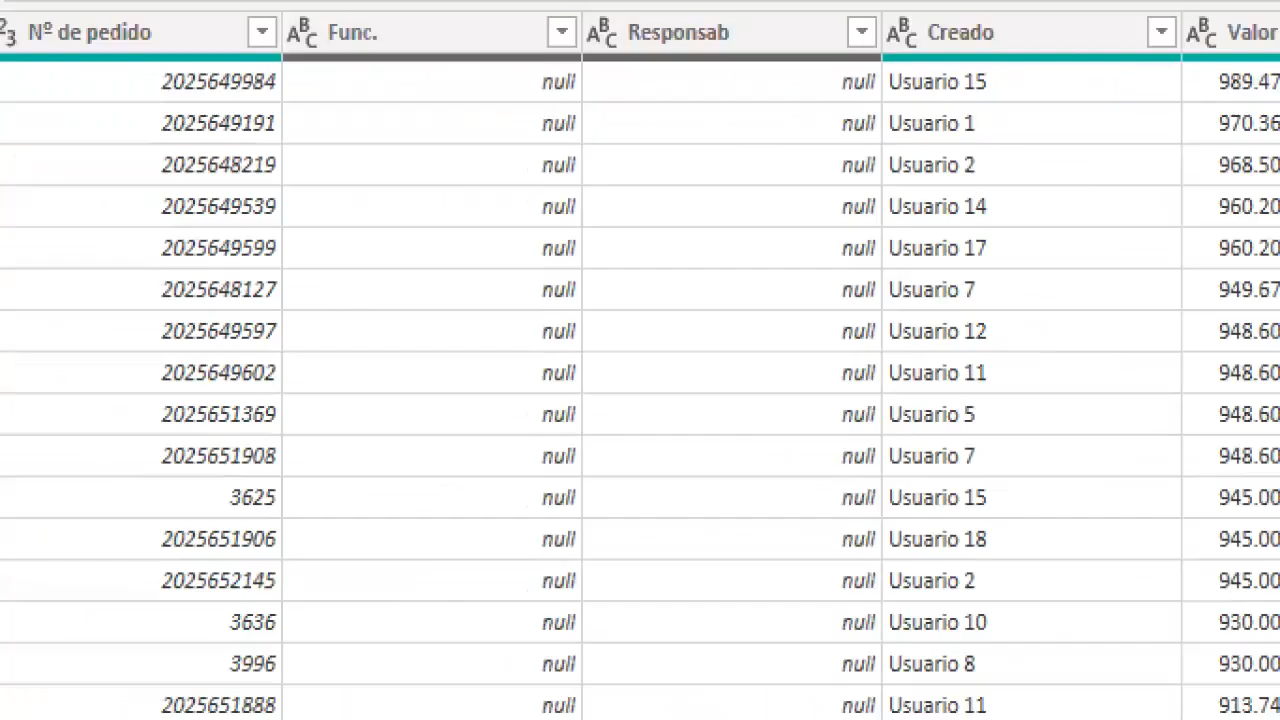 Nº de pedido ABC Func. ABC Responsab ABC Creado ABC Valor
2025649984 null null Usuario 15 989.47
2025649191 null null Usuario 1 970.36
2025648219 null null Usuario 2 968.50
2025649539 null null Usuario 14 960.20
2025649599 null null Usuario 17 960.20
2025648127 null null Usuario 7 949.67
2025649597 null null Usuario 12 948.60
2025649602 null null Usuario 11 948.60
2025651369 null null Usuario 5 948.60
2025651908 null null Usuario 7 948.60
3625 null null Usuario 15 945.00
2025651906 null null Usuario 18 945.00
2025652145 null null Usuario 2 945.00
3636 null null Usuario 10 930.00
3996 null null Usuario 8 930.00
2025651888 null null Usuario 11 913.74